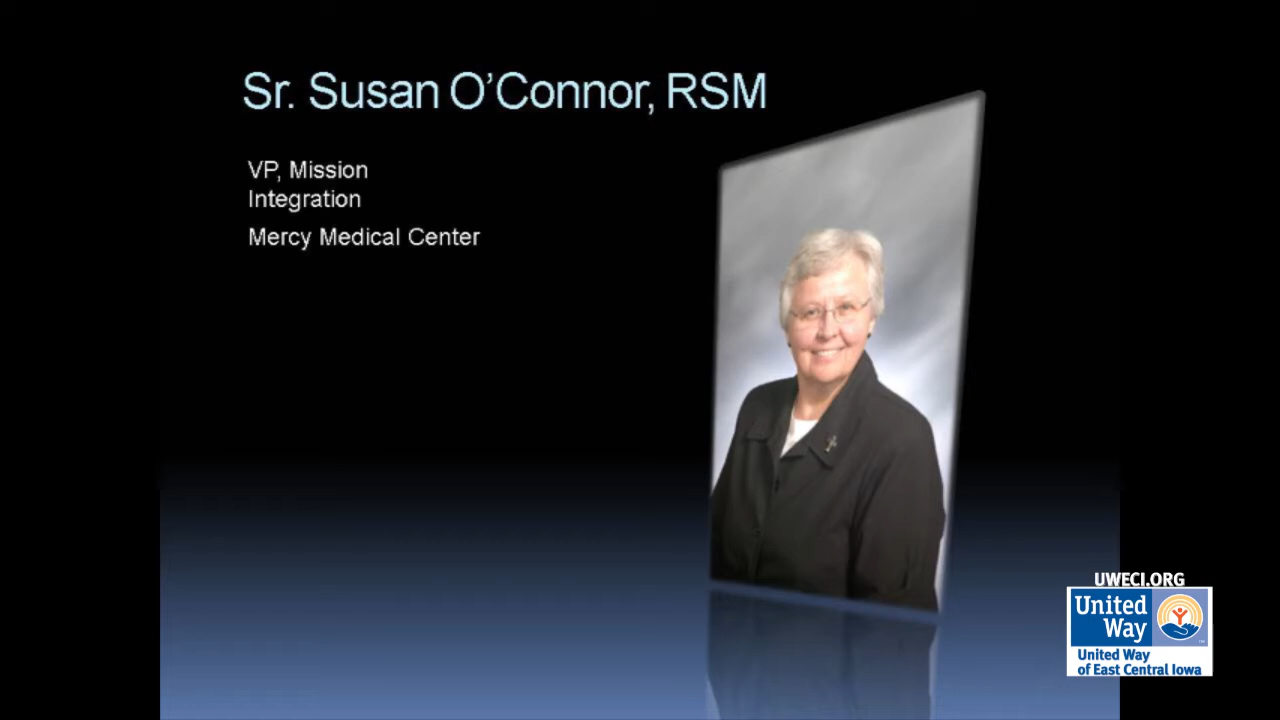 Sr. Susan O'Connor, RSM
VP, Mission
Integration
Mercy Medical Center
UWECI.ORG
United
Way
United Way
of East Central Iowa